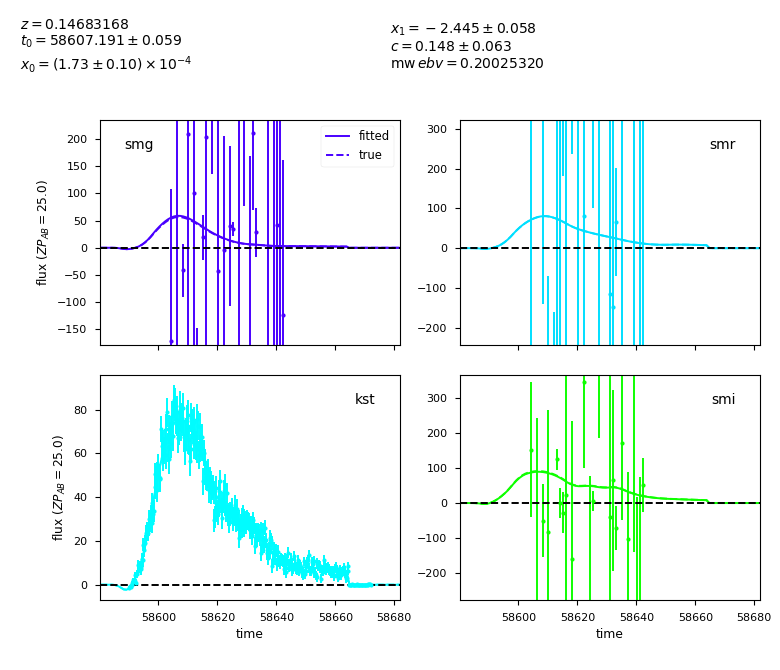 z = 0.14683168
t₀ = 58607.191 ± 0.059
x₀ = (1.73 ± 0.10) × 10⁻⁴
x₁ = −2.445 ± 0.058
c = 0.148 ± 0.063
mw ebv = 0.20025320
smg
fitted
true
200
150
100
50
0
−50
−100
−150
flux (ZP_AB = 25.0)
smr
300
200
100
0
−100
−200
kst
80
60
40
20
0
flux (ZP_AB = 25.0)
58600 58620 58640 58660 58680
time
smi
300
200
100
0
−100
−200
58600 58620 58640 58660 58680
time